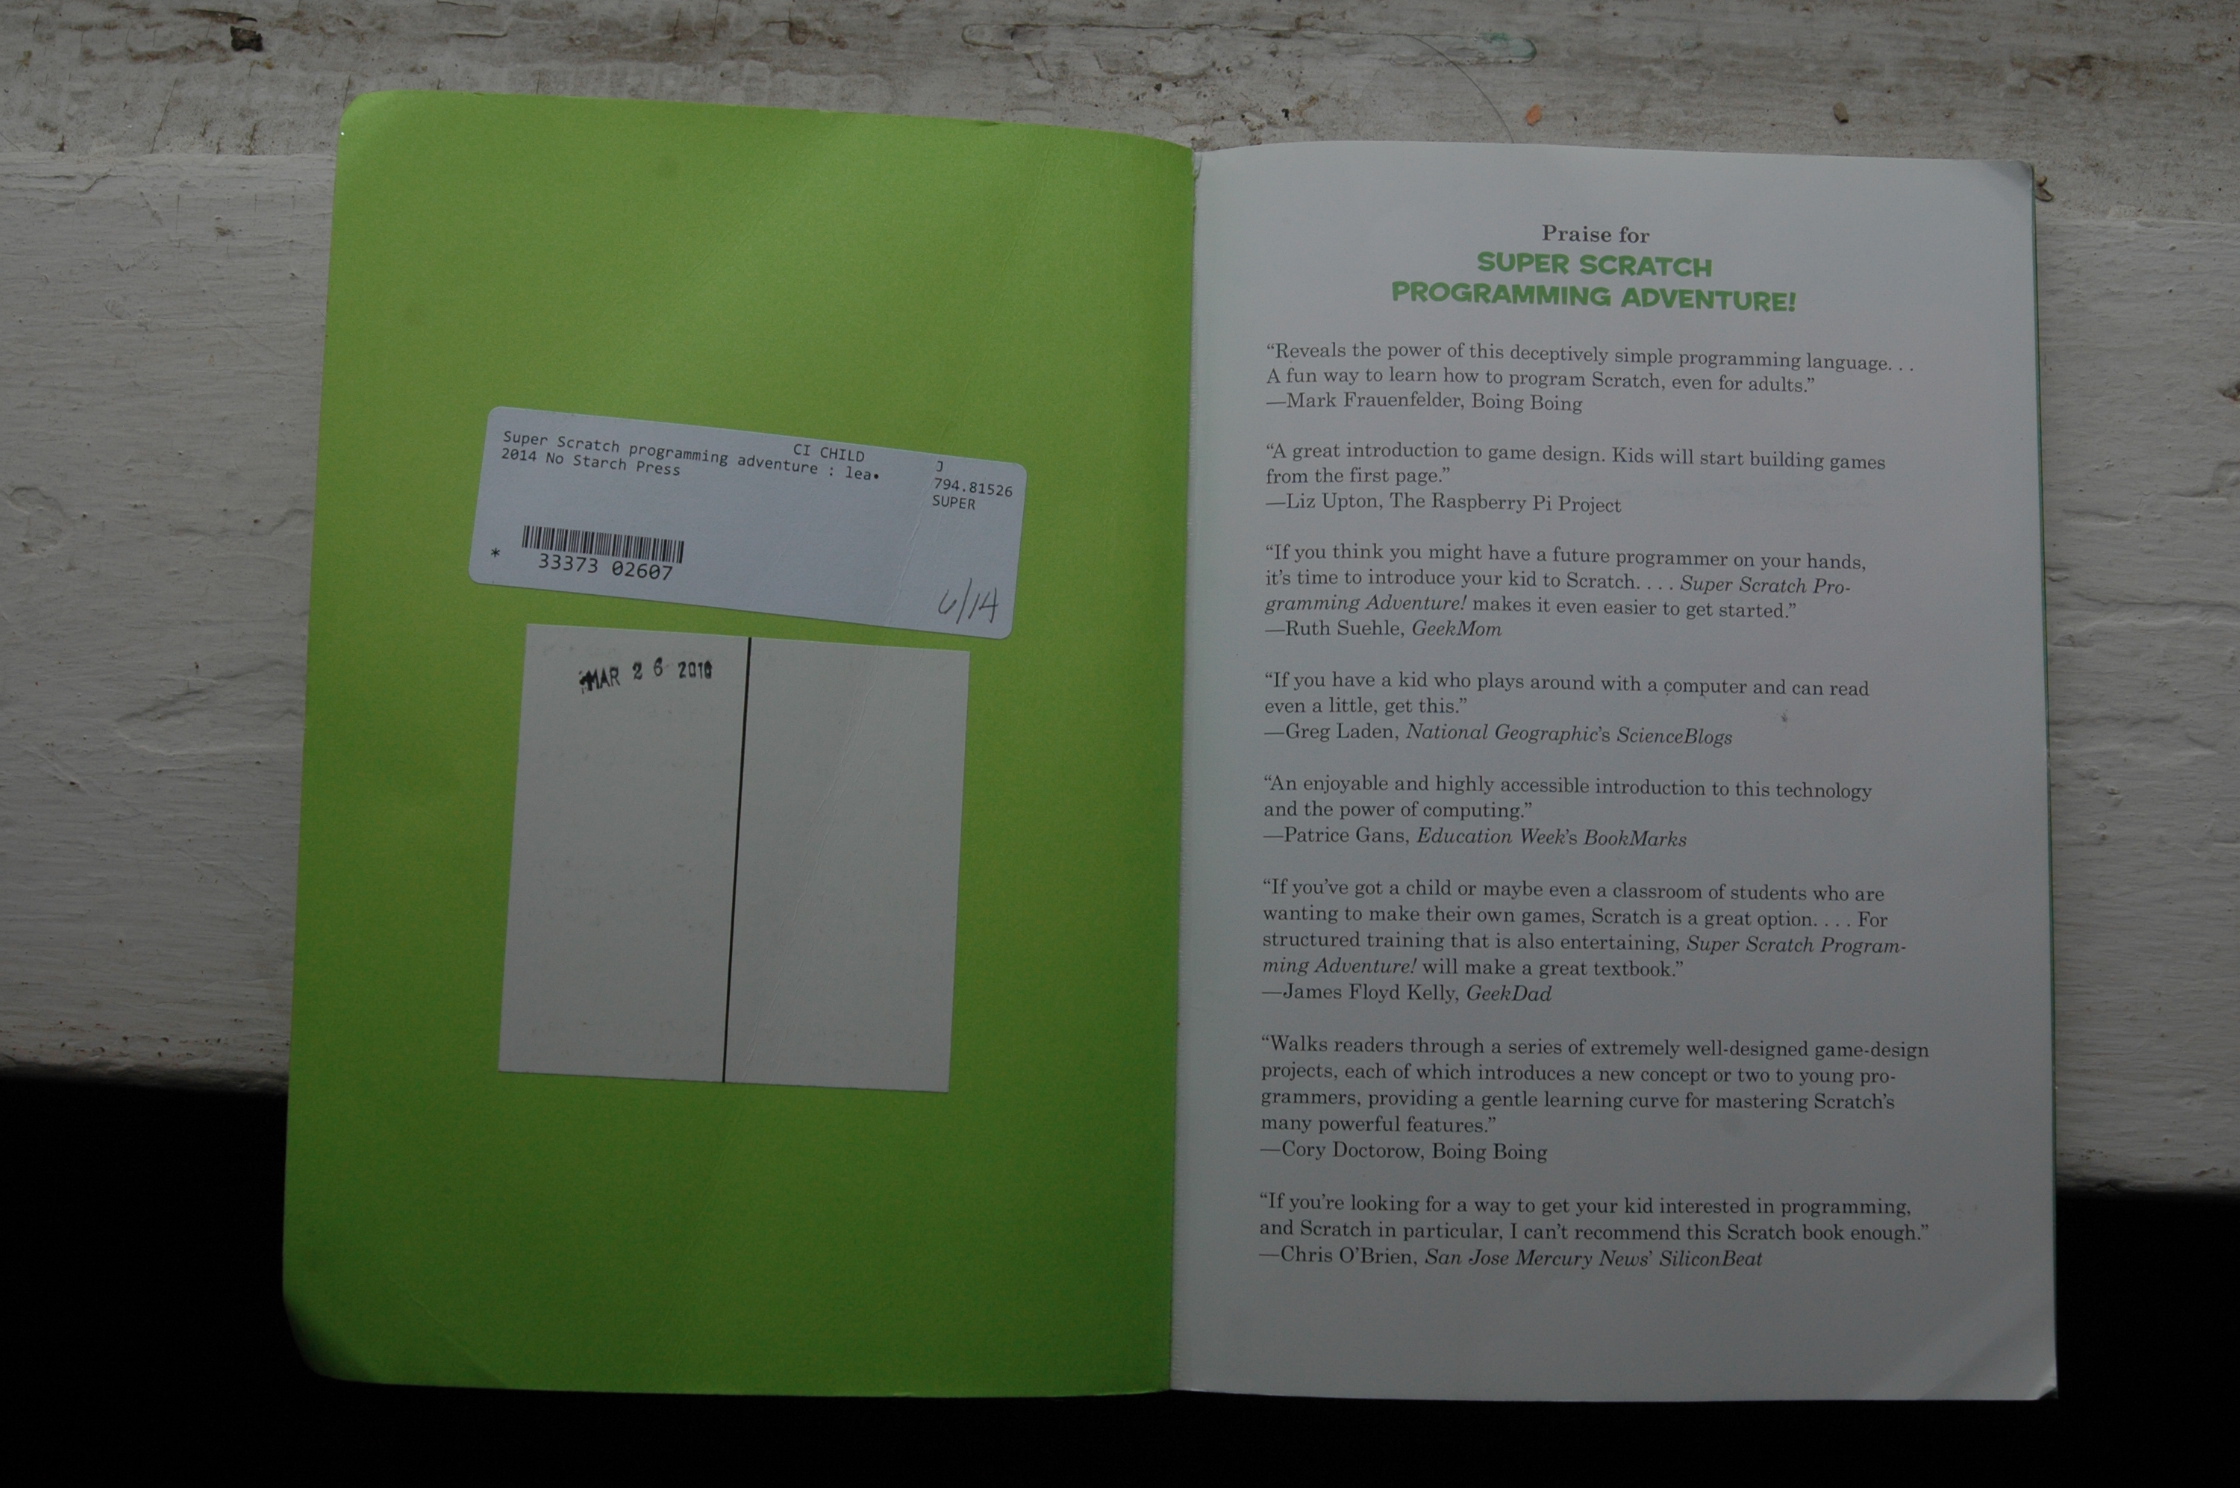 CI CHILD
Super Scratch programming adventure : lea•
2014 No Starch Press
J
794.81526
SUPER
* 33373 02607
6/14
MAR 26
Praise for
SUPER SCRATCH
PROGRAMMING ADVENTURE!
“Reveals the power of this deceptively simple programming language. . .
A fun way to learn how to program Scratch, even for adults.”
—Mark Frauenfelder, Boing Boing
“A great introduction to game design. Kids will start building games
from the first page.”
—Liz Upton, The Raspberry Pi Project
“If you think you might have a future programmer on your hands,
it’s time to introduce your kid to Scratch. . . . Super Scratch Pro-
gramming Adventure! makes it even easier to get started.”
—Ruth Suehle, GeekMom
“If you have a kid who plays around with a computer and can read
even a little, get this.”
—Greg Laden, National Geographic’s ScienceBlogs
“An enjoyable and highly accessible introduction to this technology
and the power of computing.”
—Patrice Gans, Education Week’s BookMarks
“If you’ve got a child or maybe even a classroom of students who are
wanting to make their own games, Scratch is a great option. . . . For
structured training that is also entertaining, Super Scratch Program-
ming Adventure! will make a great textbook.”
—James Floyd Kelly, GeekDad
“Walks readers through a series of extremely well-designed game-design
projects, each of which introduces a new concept or two to young pro-
grammers, providing a gentle learning curve for mastering Scratch’s
many powerful features.”
—Cory Doctorow, Boing Boing
“If you’re looking for a way to get your kid interested in programming,
and Scratch in particular, I can’t recommend this Scratch book enough.”
—Chris O’Brien, San Jose Mercury News’ SiliconBeat